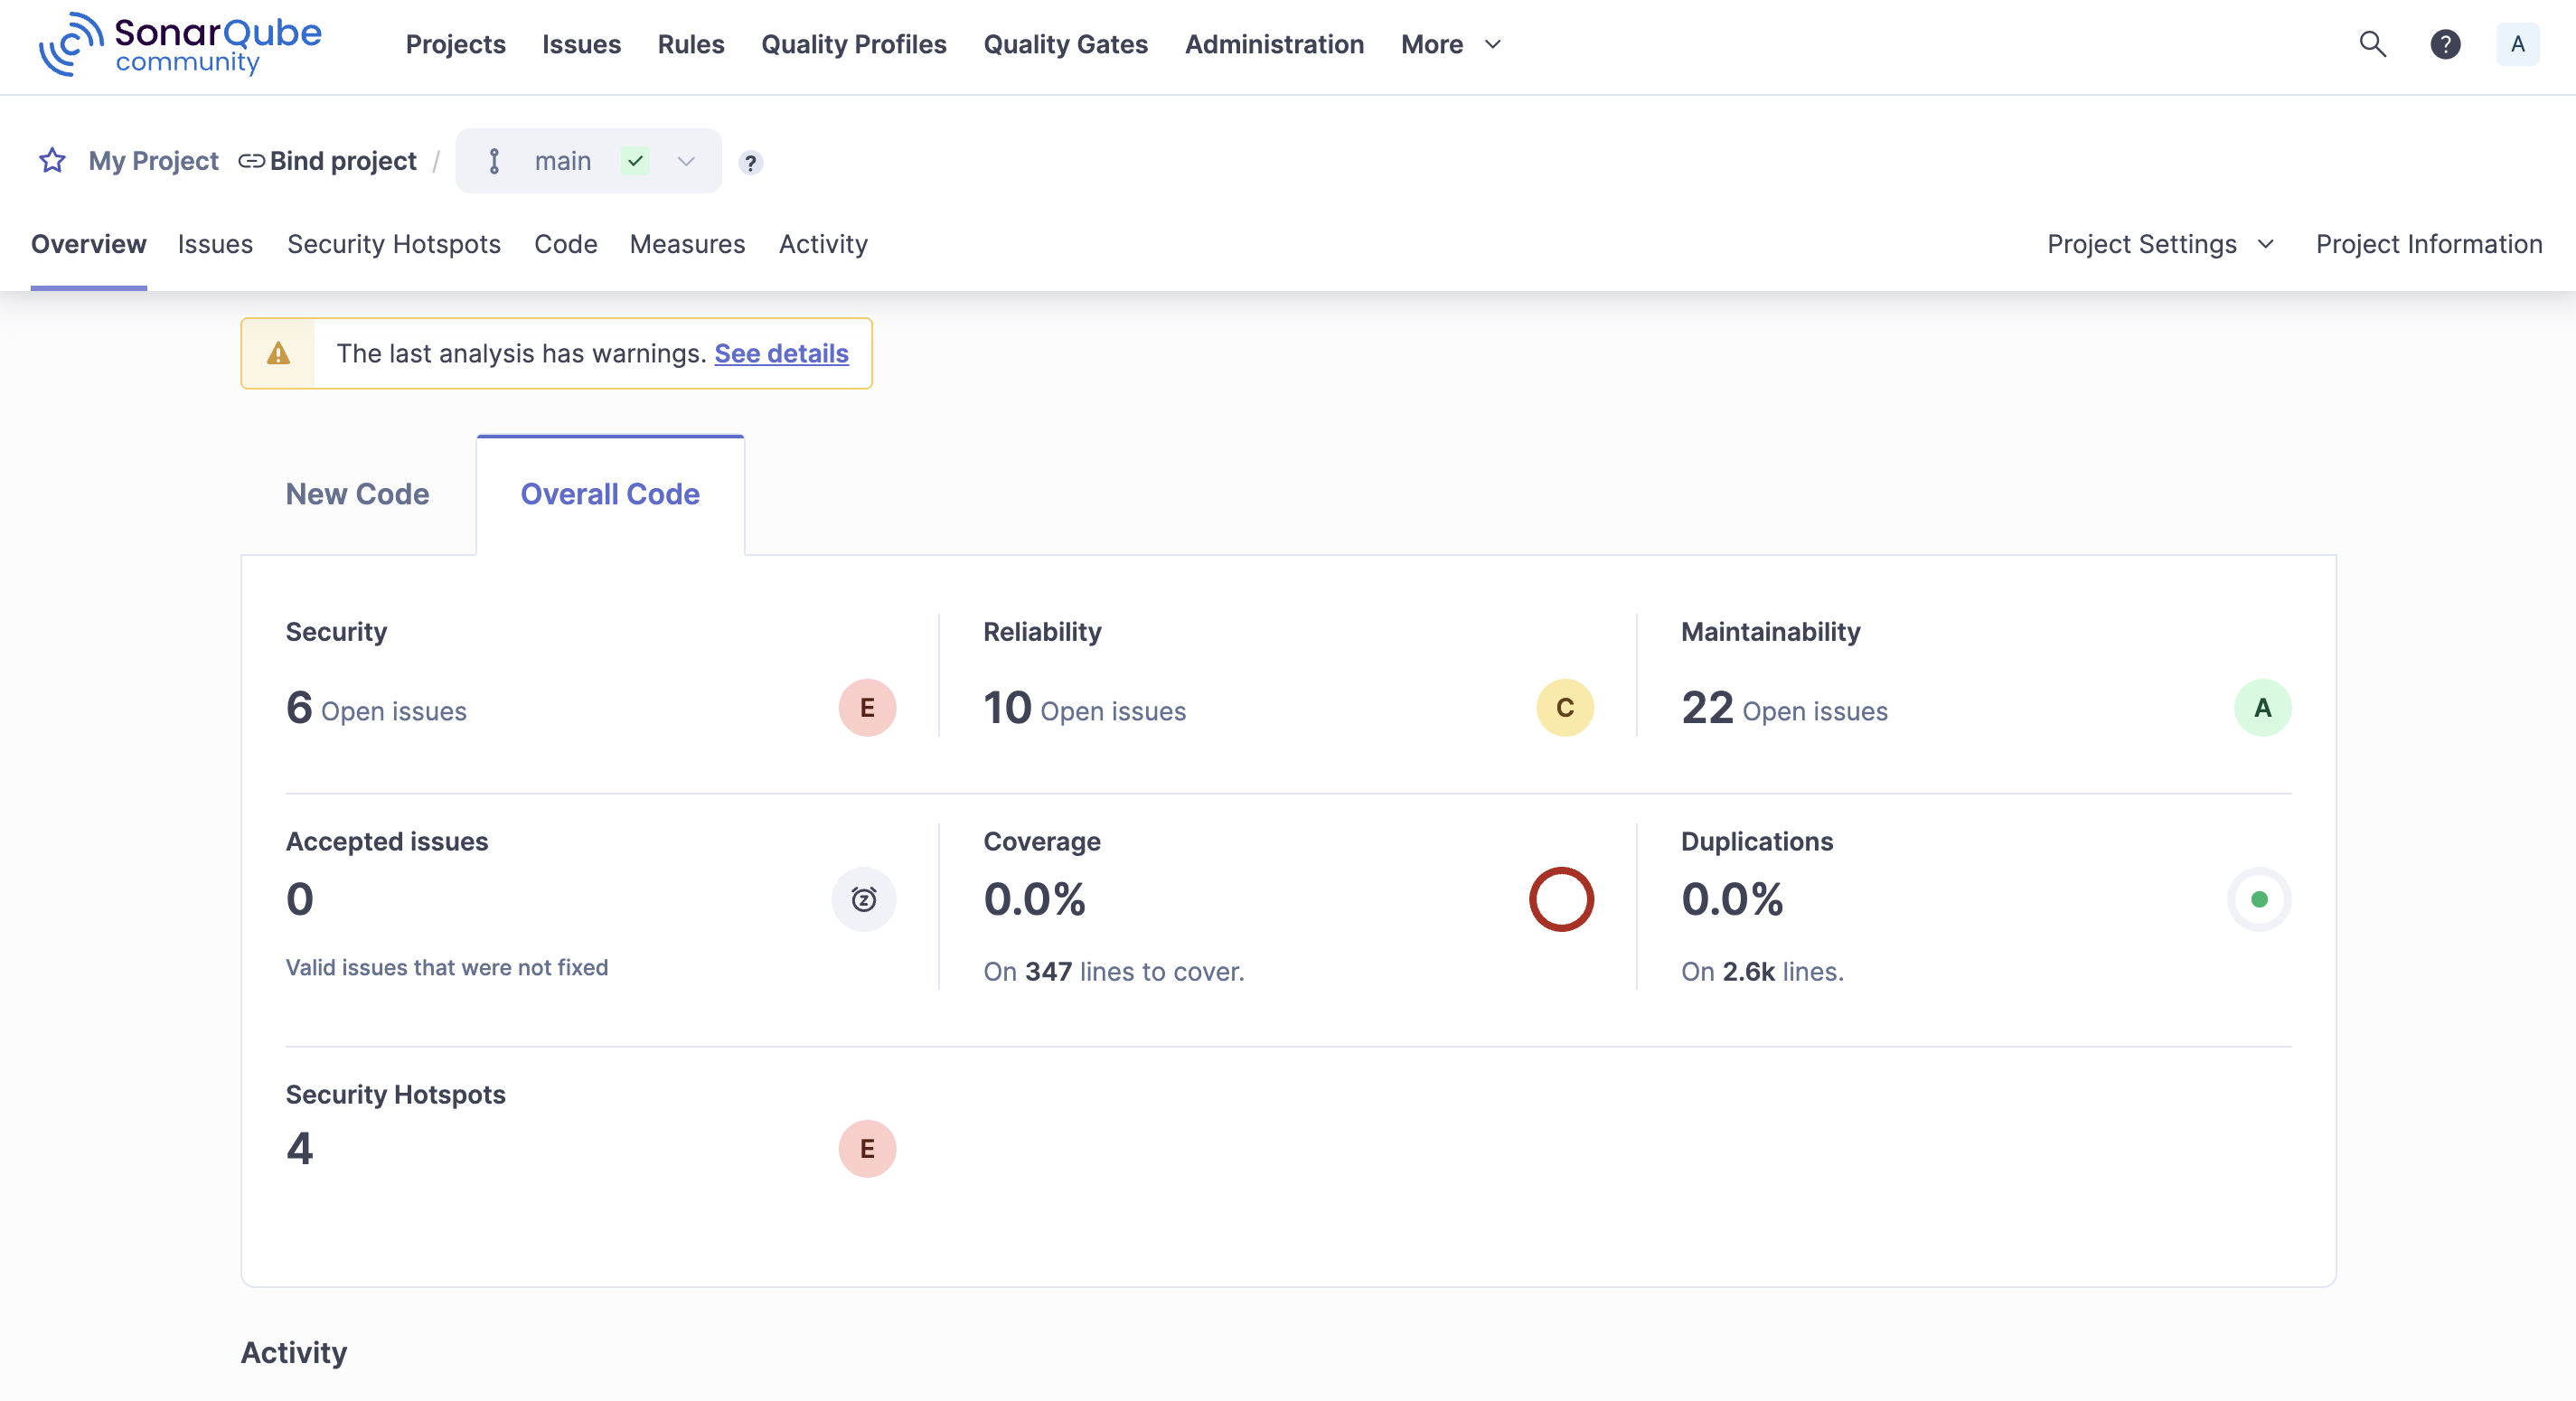 SonarQube community
Projects Issues Rules Quality Profiles Quality Gates Administration More ? A
My Project Bind project / main ?
Overview Issues Security Hotspots Code Measures Activity Project Settings Project Information
The last analysis has warnings. See details
New Code Overall Code
Security Reliability Maintainability
6 Open issues E 10 Open issues C 22 Open issues A
Accepted issues Coverage Duplications
0 z 0.0% 0.0%
Valid issues that were not fixed On 347 lines to cover. On 2.6k lines.
Security Hotspots
4 E
Activity